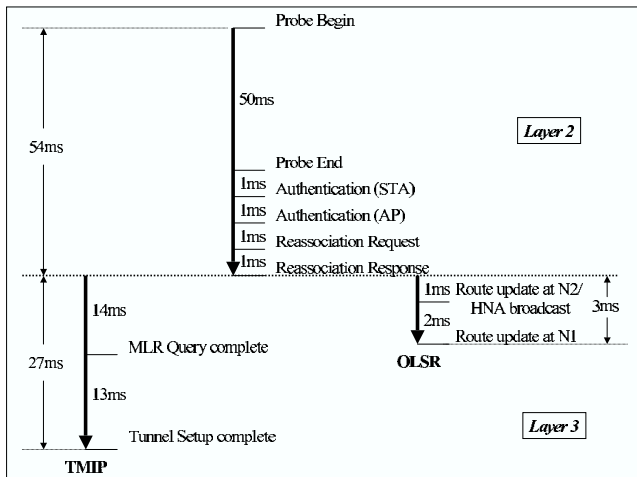 Probe Begin
50ms
Layer 2
54ms
Probe End
1ms
Authentication (STA)
1ms
Authentication (AP)
1ms
Reassociation Request
1ms
Reassociation Response
14ms
1ms
Route update at N2/
HNA broadcast
3ms
2ms
MLR Query complete
Route update at N1
27ms
OLSR
13ms
Layer 3
Tunnel Setup complete
TMIP